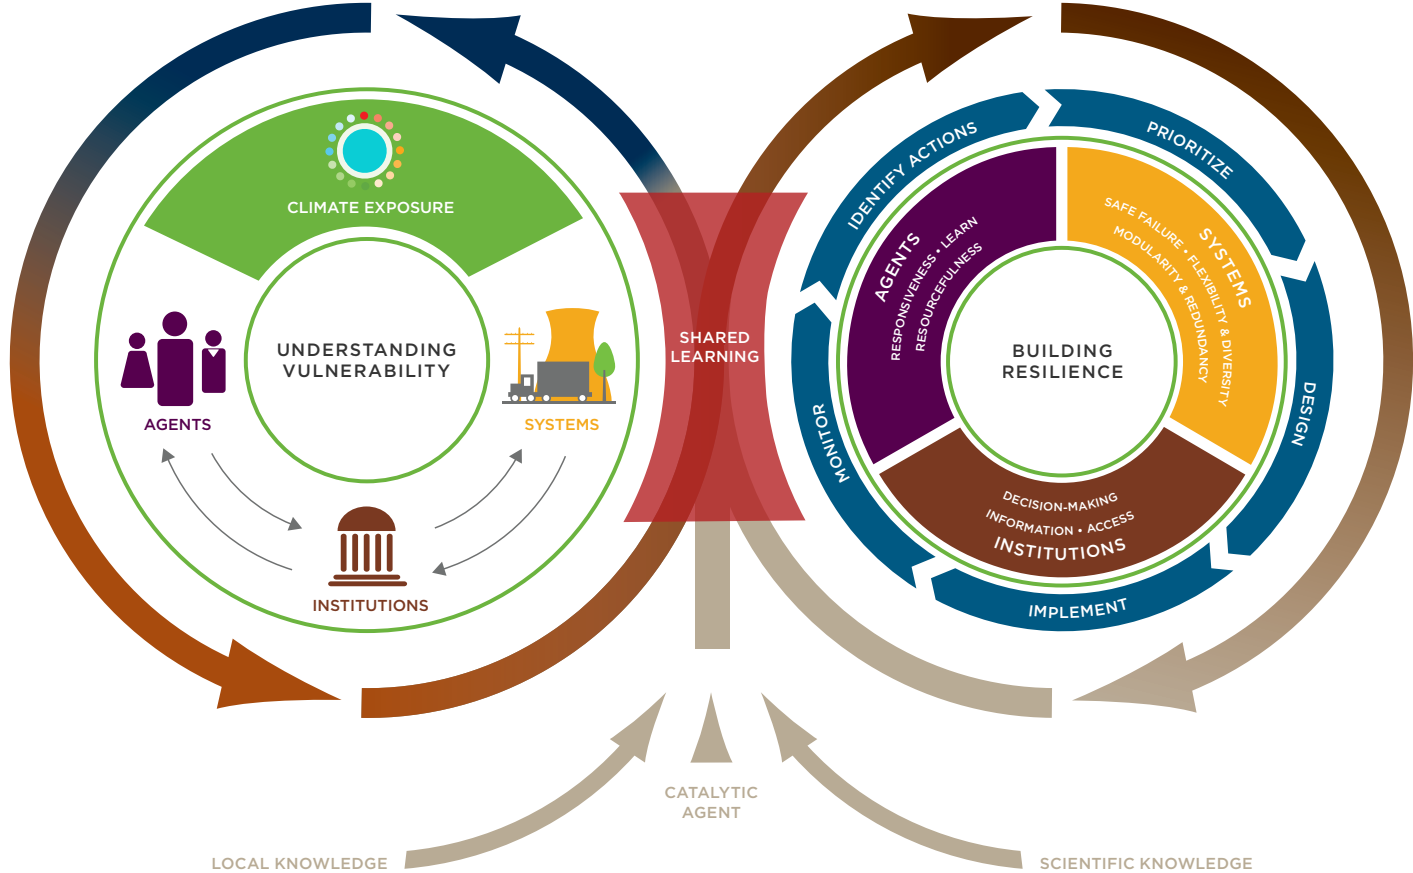 CLIMATE EXPOSURE
UNDERSTANDING
VULNERABILITY
AGENTS
SYSTEMS
INSTITUTIONS
SHARED
LEARNING
IDENTIFY ACTIONS
PRIORITIZE
DESIGN
IMPLEMENT
MONITOR
AGENTS
RESPONSIVENESS • LEARN
RESOURCEFULNESS
SYSTEMS
SAFE FAILURE • FLEXIBILITY & DIVERSITY
MODULARITY & REDUNDANCY
BUILDING
RESILIENCE
DECISION-MAKING
INFORMATION • ACCESS
INSTITUTIONS
CATALYTIC
AGENT
LOCAL KNOWLEDGE
SCIENTIFIC KNOWLEDGE